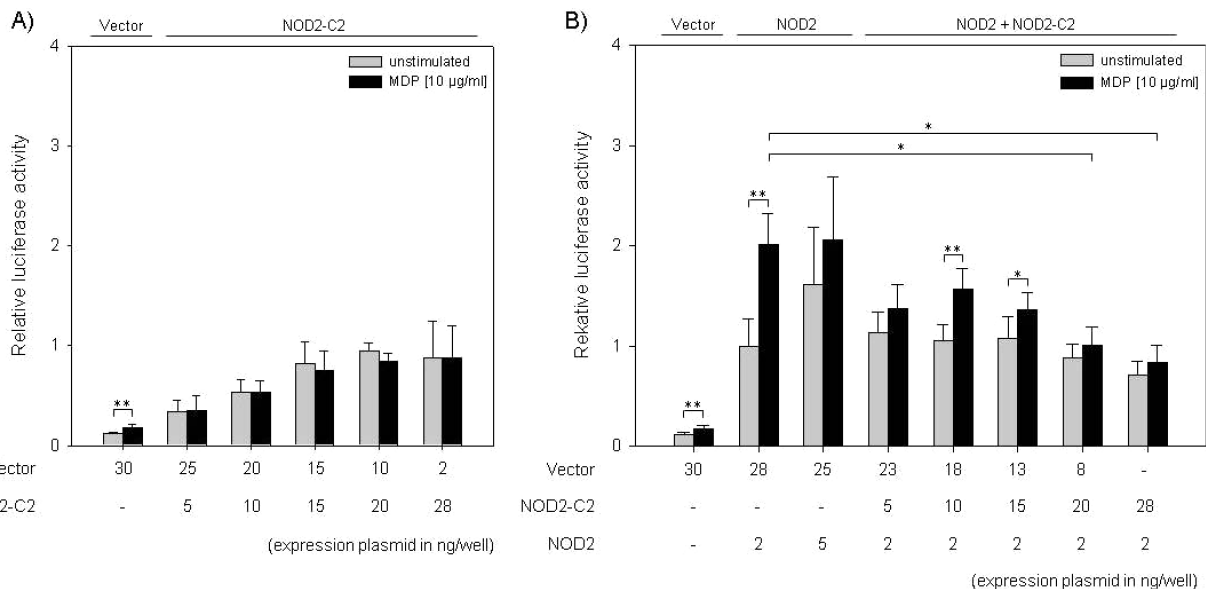 A)
Vector NOD2-C2
4
3
2
1
0
Relative luciferase activity
unstimulated
MDP [10 µg/ml]
**
ector 30 25 20 15 10 2
2-C2 - 5 10 15 20 28
(expression plasmid in ng/well)
B)
Vector NOD2 NOD2 + NOD2-C2
4
3
2
1
0
Rekative luciferase activity
unstimulated
MDP [10 µg/ml]
*
*
**
**
*
**
Vector 30 28 25 23 18 13 8 -
NOD2-C2 - - - 5 10 15 20 28
NOD2 - 2 5 2 2 2 2 2
(expression plasmid in ng/well)